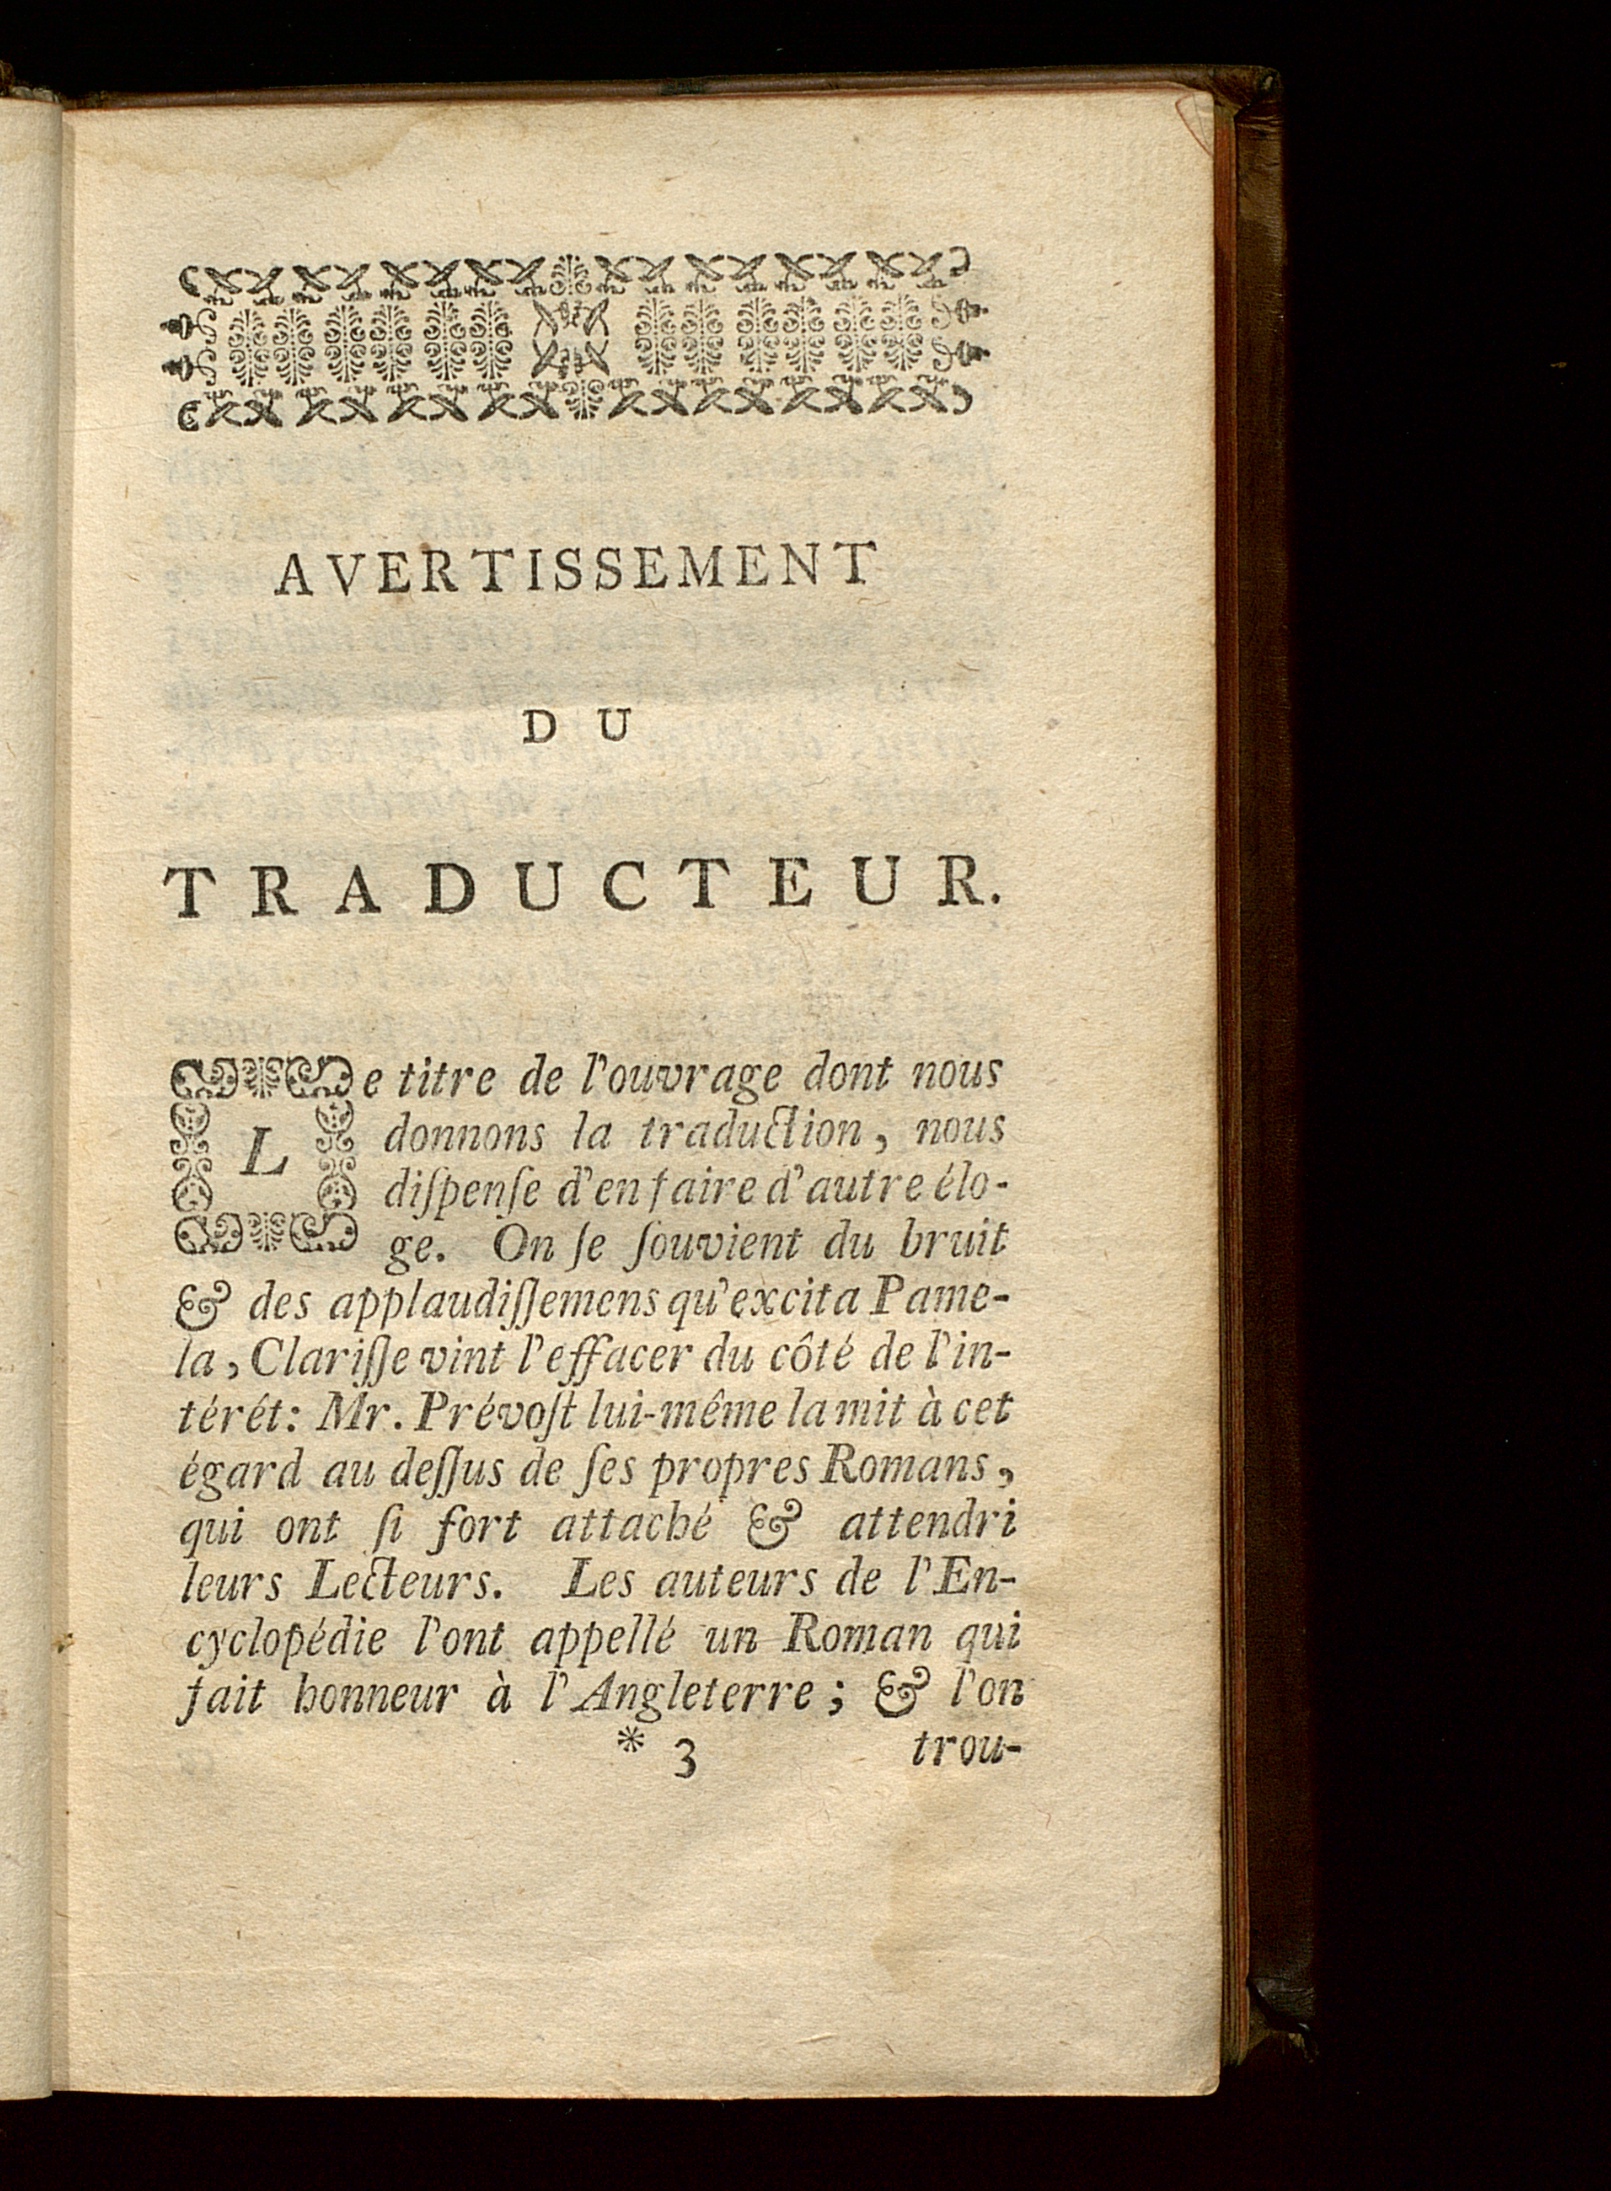 AVERTISSEMENT
DU
TRADUCTEUR.
Le titre de l'ouvrage dont nous
donnons la traduction, nous
diſpenſe d'en faire d'autre élo-
ge. On ſe ſouvient du bruit
& des applaudiſſemens qu'excita Pame-
la, Clariſſe vint l'effacer du côté de l'in-
térét: Mr. Prévoſt lui-même la mit à cet
égard au deſſus de ſes propres Romans,
qui ont ſi fort attaché & attendri
leurs Lecteurs. Les auteurs de l'En-
cyclopédie l'ont appellé un Roman qui
fait honneur à l'Angleterre; & l'on
* 3 trou-